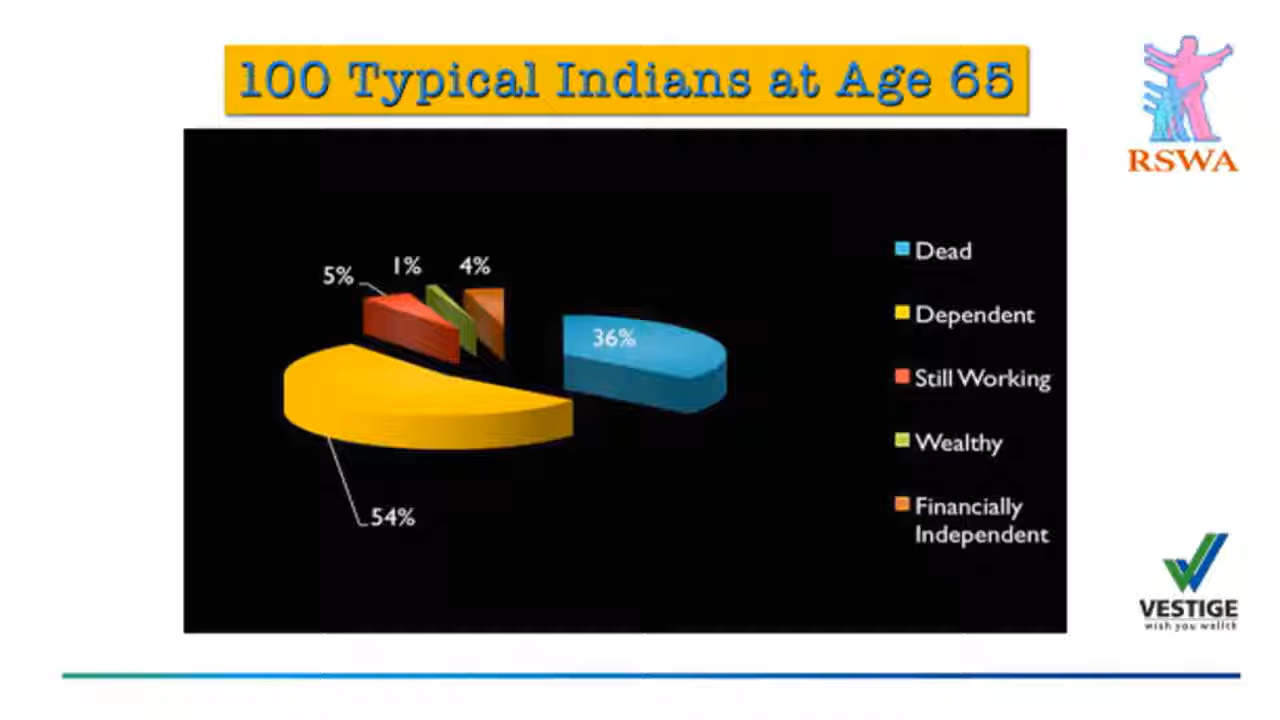 100 Typical Indians at Age 65
RSWA
5%
1%
4%
36%
54%
Dead
Dependent
Still Working
Wealthy
Financially
Independent
VESTIGE
wish you wellth